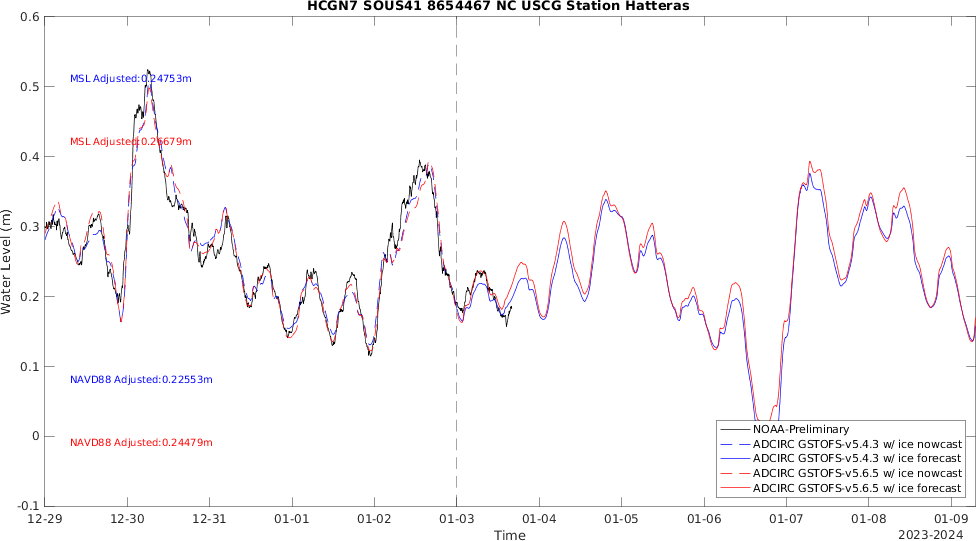 HCGN7 SOUS41 8654467 NC USCG Station Hatteras
0.6
0.5
0.4
0.3
0.2
0.1
0
-0.1
Water Level (m)
MSL Adjusted:0.24753m
MSL Adjusted:0.26679m
NAVD88 Adjusted:0.22553m
NAVD88 Adjusted:0.24479m
NOAA-Preliminary
ADCIRC GSTOFS-v5.4.3 w/ ice nowcast
ADCIRC GSTOFS-v5.4.3 w/ ice forecast
ADCIRC GSTOFS-v5.6.5 w/ ice nowcast
ADCIRC GSTOFS-v5.6.5 w/ ice forecast
12-29 12-30 12-31 01-01 01-02 01-03 01-04 01-05 01-06 01-07 01-08 01-09
Time
2023-2024